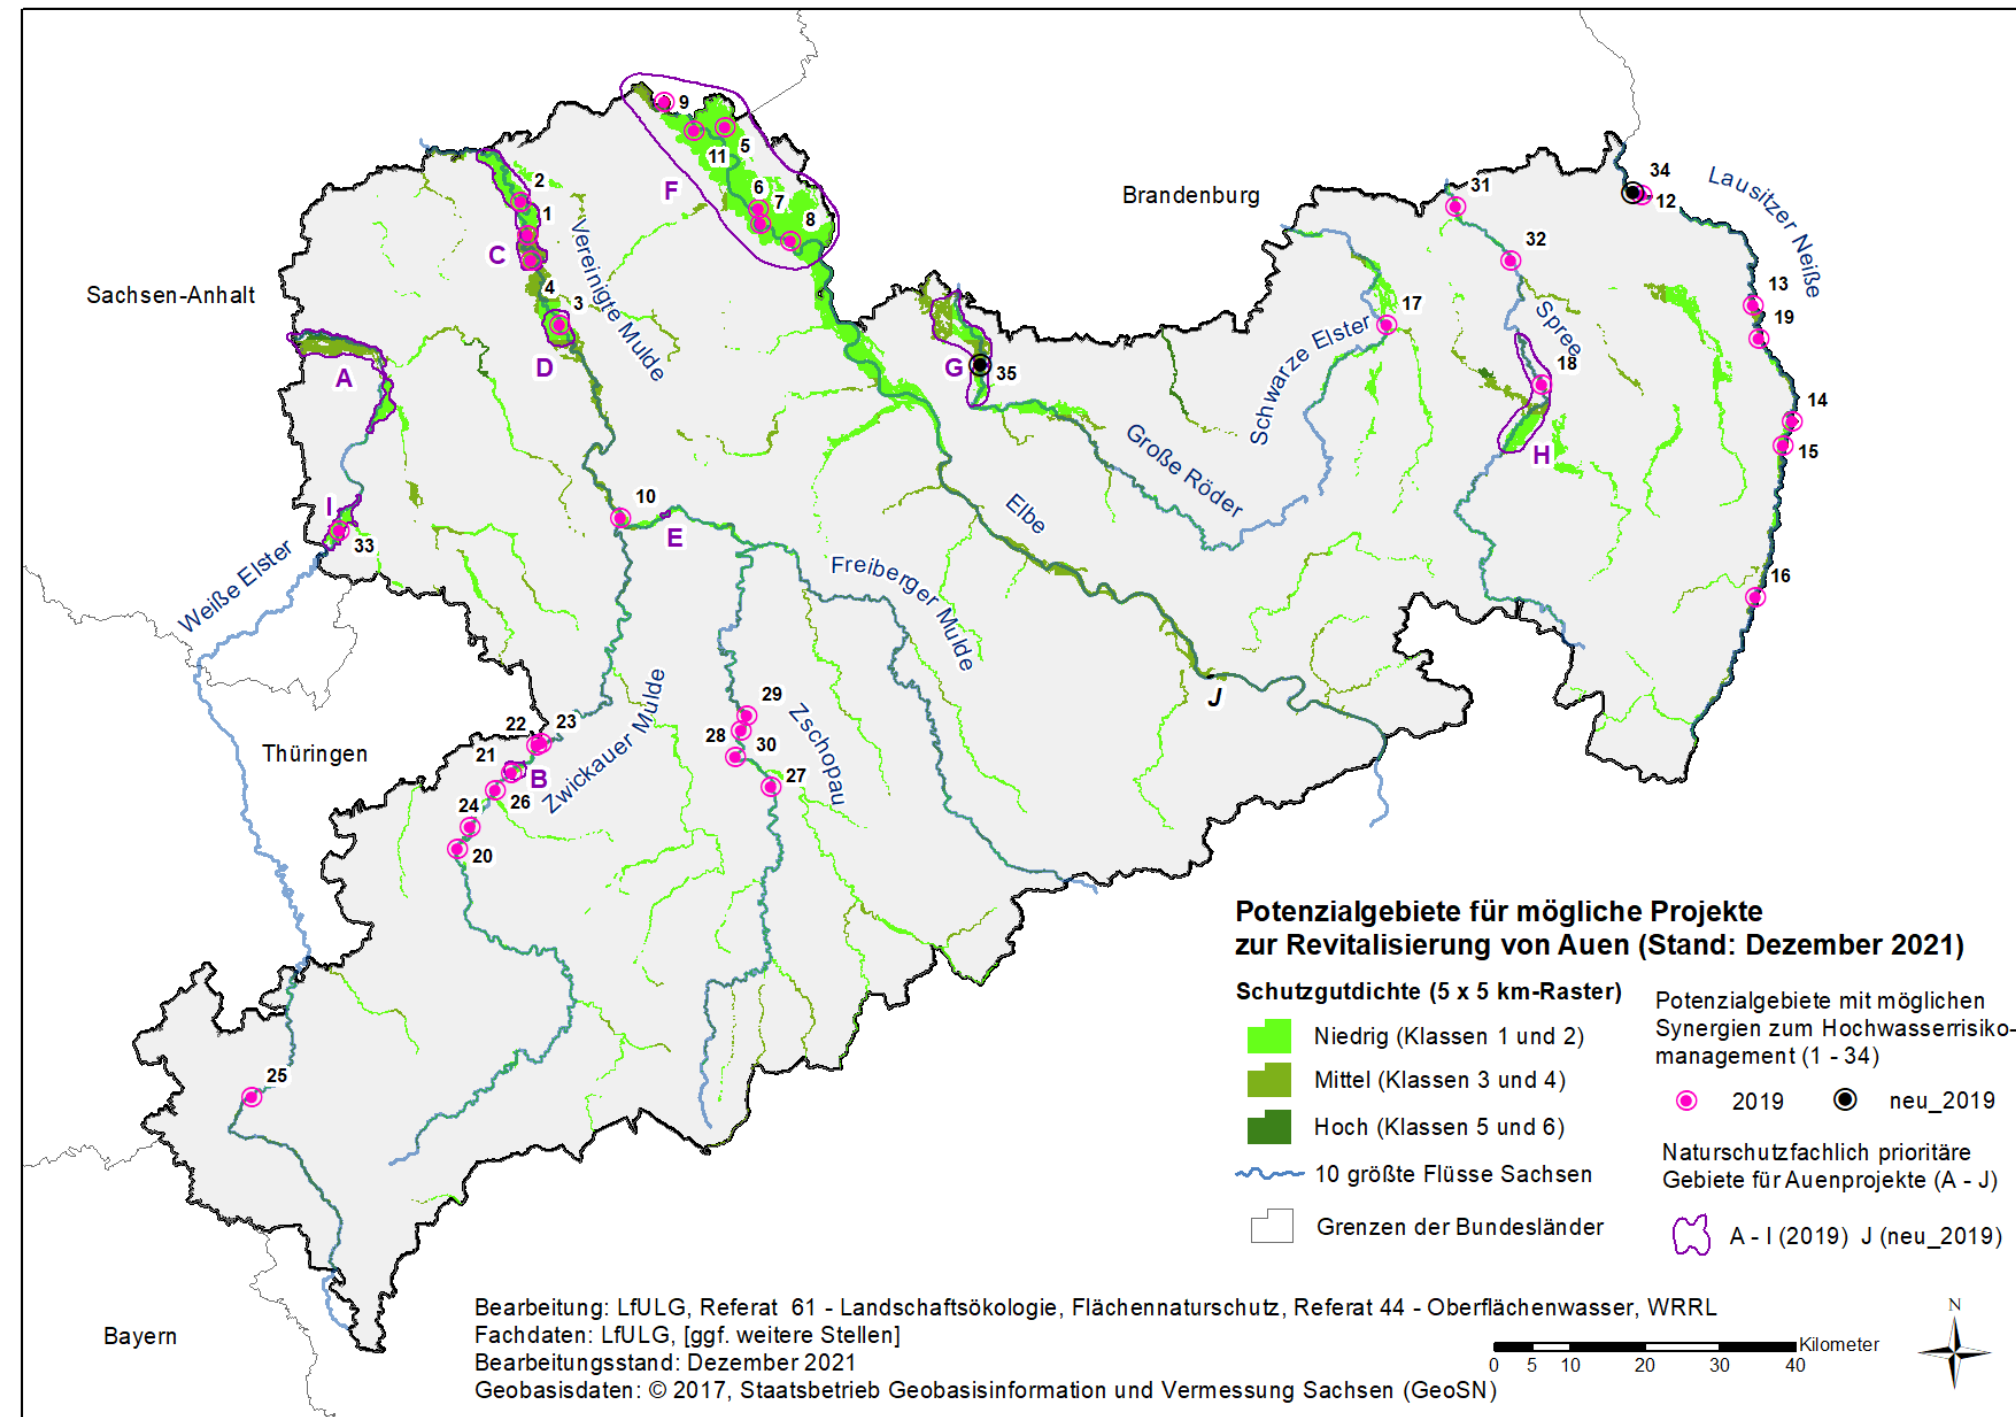 9
5
11
2
F
6
7
8
1
C
4
3
D
Vereinigte Mulde
Brandenburg
31
34
12
Lausitzer Neiße
32
13
19
17
Spree
18
Schwarze Elster
14
15
H
Sachsen-Anhalt
A
G
35
Große Röder
10
E
Elbe
I
33
Weiße Elster
Freiberger Mulde
16
J
29
28
30
27
Zschopau
22
23
21
B
26
24
20
Zwickauer Mulde
Thüringen
25
Bayern
Potenzialgebiete für mögliche Projekte
zur Revitalisierung von Auen (Stand: Dezember 2021)
Schutzgutdichte (5 x 5 km-Raster)
Niedrig (Klassen 1 und 2)
Mittel (Klassen 3 und 4)
Hoch (Klassen 5 und 6)
10 größte Flüsse Sachsen
Grenzen der Bundesländer
Potenzialgebiete mit möglichen
Synergien zum Hochwasserrisiko-
management (1 - 34)
2019 neu_2019
Naturschutzfachlich prioritäre
Gebiete für Auenprojekte (A - J)
A - I (2019) J (neu_2019)
Bearbeitung: LfULG, Referat 61 - Landschaftsökologie, Flächennaturschutz, Referat 44 - Oberflächenwasser, WRRL
Fachdaten: LfULG, [ggf. weitere Stellen]
Bearbeitungsstand: Dezember 2021
Geobasisdaten: © 2017, Staatsbetrieb Geobasisinformation und Vermessung Sachsen (GeoSN)
Kilometer
0 5 10 20 30 40
N